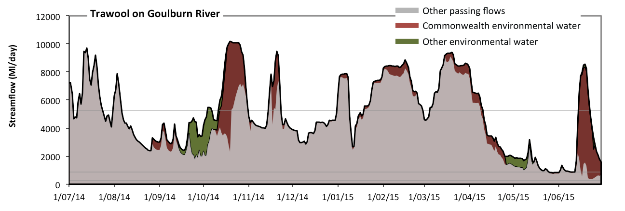 Trawool on Goulburn River
Other passing flows
Commonwealth environmental water
Other environmental water
Streamflow (Ml/day)
12000
10000
8000
6000
4000
2000
0
1/07/14 1/08/14 1/09/14 1/10/14 1/11/14 1/12/14 1/01/15 1/02/15 1/03/15 1/04/15 1/05/15 1/06/15